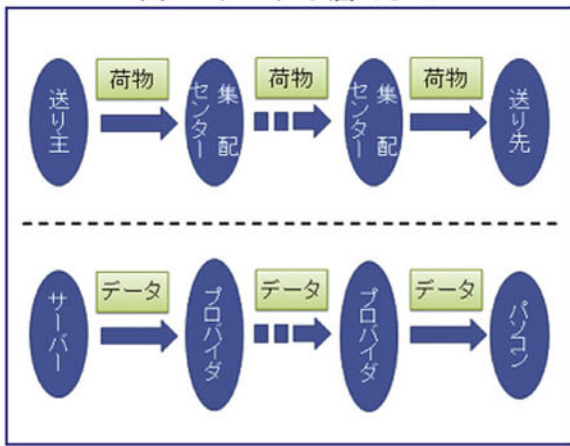 荷物 荷物 荷物
送り主 集配センター 集配センター 送り先
データ データ データ
サーバー プロバイダ プロバイダ パソコン